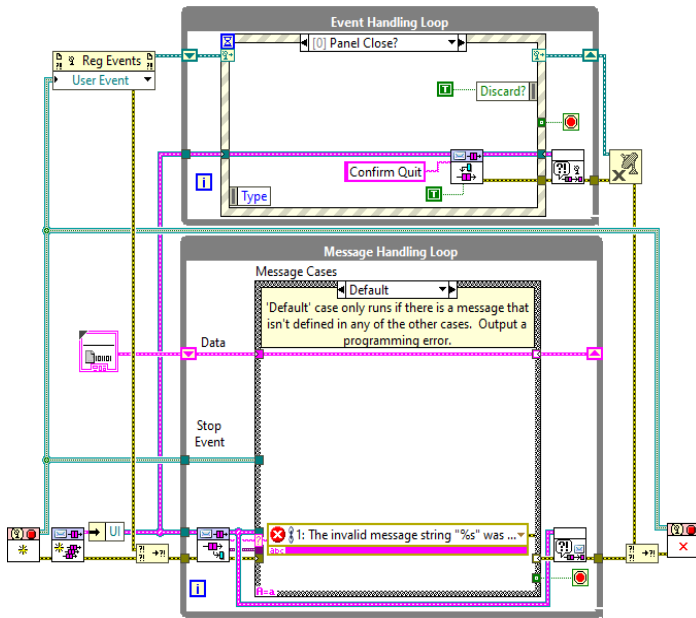 Event Handling Loop
[0] Panel Close?
Reg Events
User Event
T
Discard?
Confirm Quit
T
i
Type
Message Handling Loop
Message Cases
Default
'Default' case only runs if there is a message that
isn't defined in any of the other cases. Output a
programming error.
Data
Stop
Event
UI
1: The invalid message string "%s" was ...
abc
A=a
i